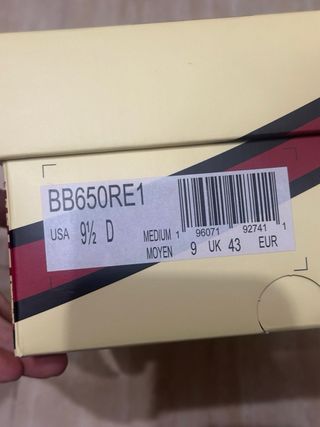 BB650RE1
USA 9½ D MEDIUM
MOYEN 9 UK 43 EUR
1 96071 92741 1